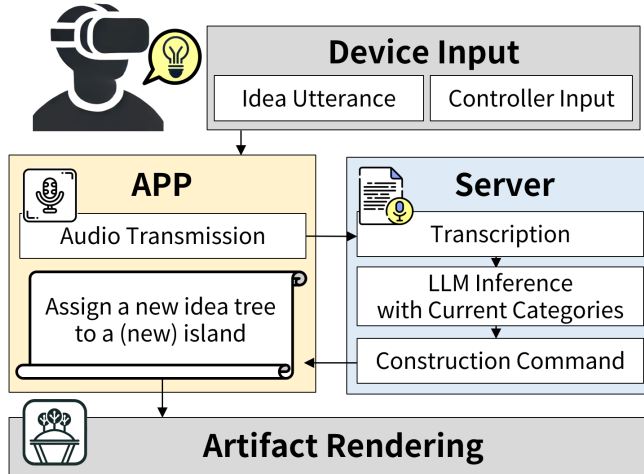 Device Input
Idea Utterance
Controller Input
APP
Audio Transmission
Assign a new idea tree
to a (new) island
Server
Transcription
LLM Inference
with Current Categories
Construction Command
Artifact Rendering